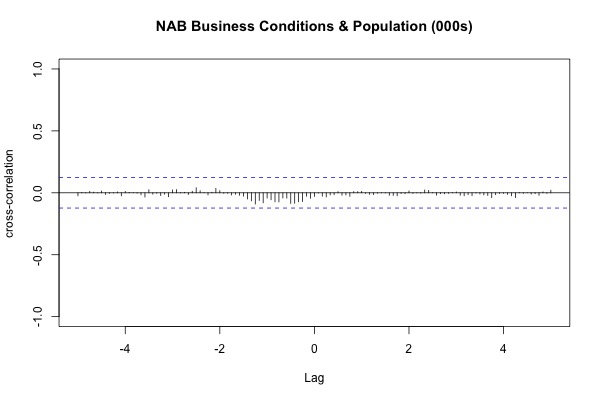 NAB Business Conditions & Population (000s)
1.0
0.5
0.0
-0.5
-1.0
cross-correlation
-4 -2 0 2 4
Lag